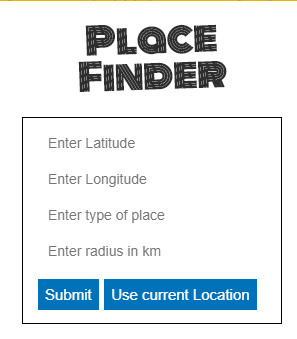 Place
Finder
Enter Latitude
Enter Longitude
Enter type of place
Enter radius in km
Submit Use current Location